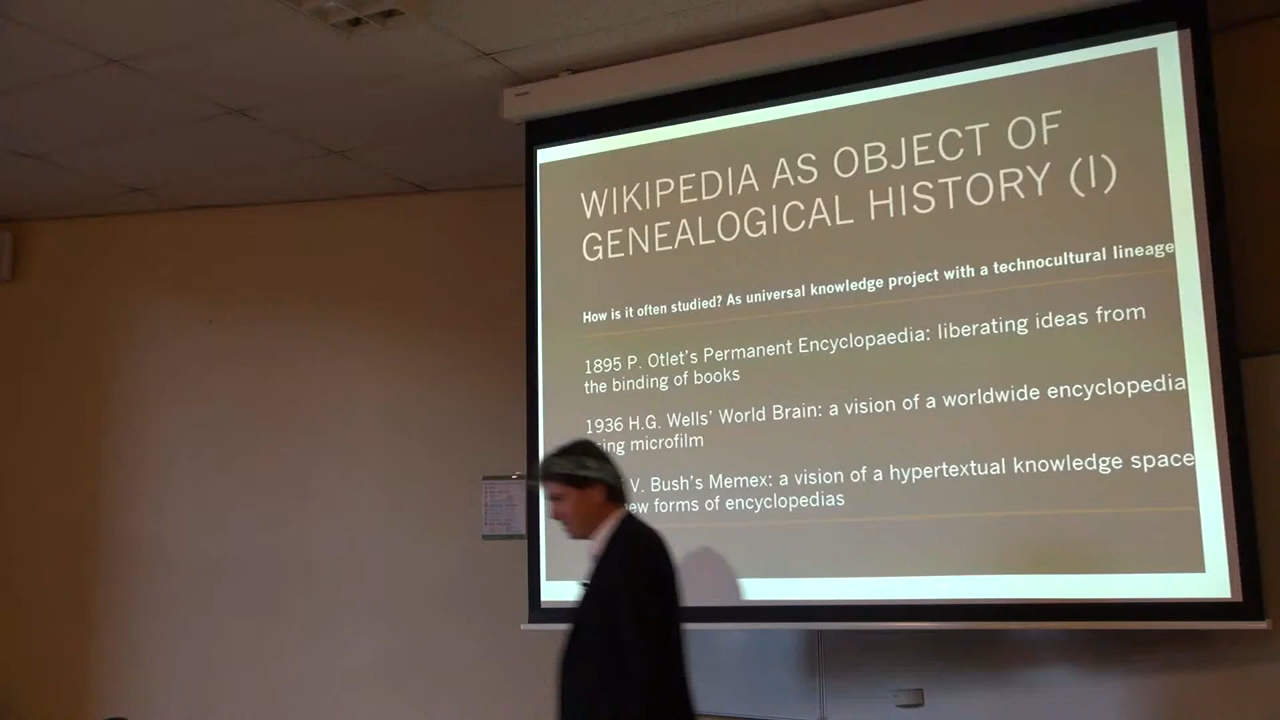 WIKIPEDIA AS OBJECT OF
GENEALOGICAL HISTORY (I)
How is it often studied? As universal knowledge project with a technocultural lineage
1895 P. Otlet's Permanent Encyclopaedia: liberating ideas from
the binding of books
1936 H.G. Wells' World Brain: a vision of a worldwide encyclopedia
microfilm
V. Bush's Memex: a vision of a hypertextual knowledge space
forms of encyclopedias